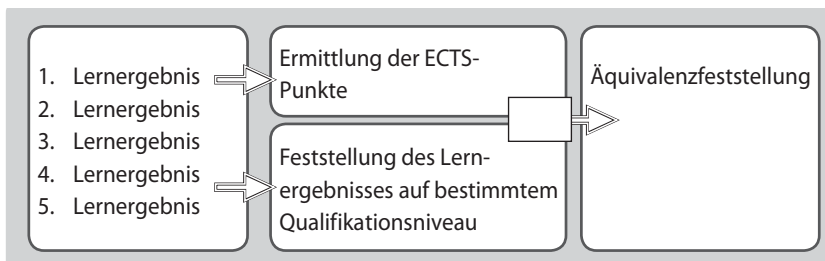 1. Lernergebnis
2. Lernergebnis
3. Lernergebnis
4. Lernergebnis
5. Lernergebnis
Ermittlung der ECTS-
Punkte
Feststellung des Lern-
ergebnisses auf bestimmtem
Qualifikationsniveau
Äquivalenzfeststellung